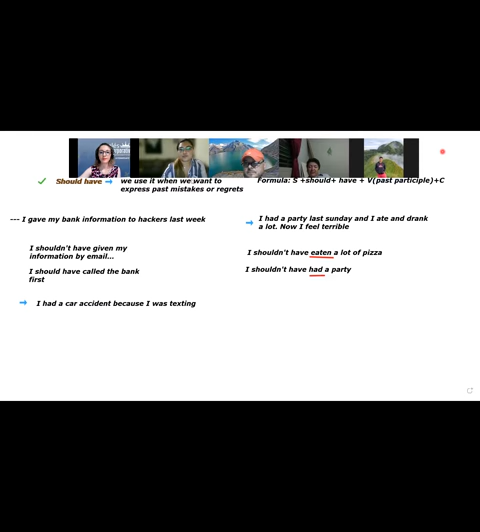 Should have
we use it when we want to
express past mistakes or regrets
Formula: S +should+ have + V(past participle)+C
--- I gave my bank information to hackers last week
I shouldn't have given my
information by email...
I should have called the bank
first
I had a car accident because I was texting
I had a party last sunday and I ate and drank
a lot. Now I feel terrible
I shouldn't have eaten a lot of pizza
I shouldn't have had a party